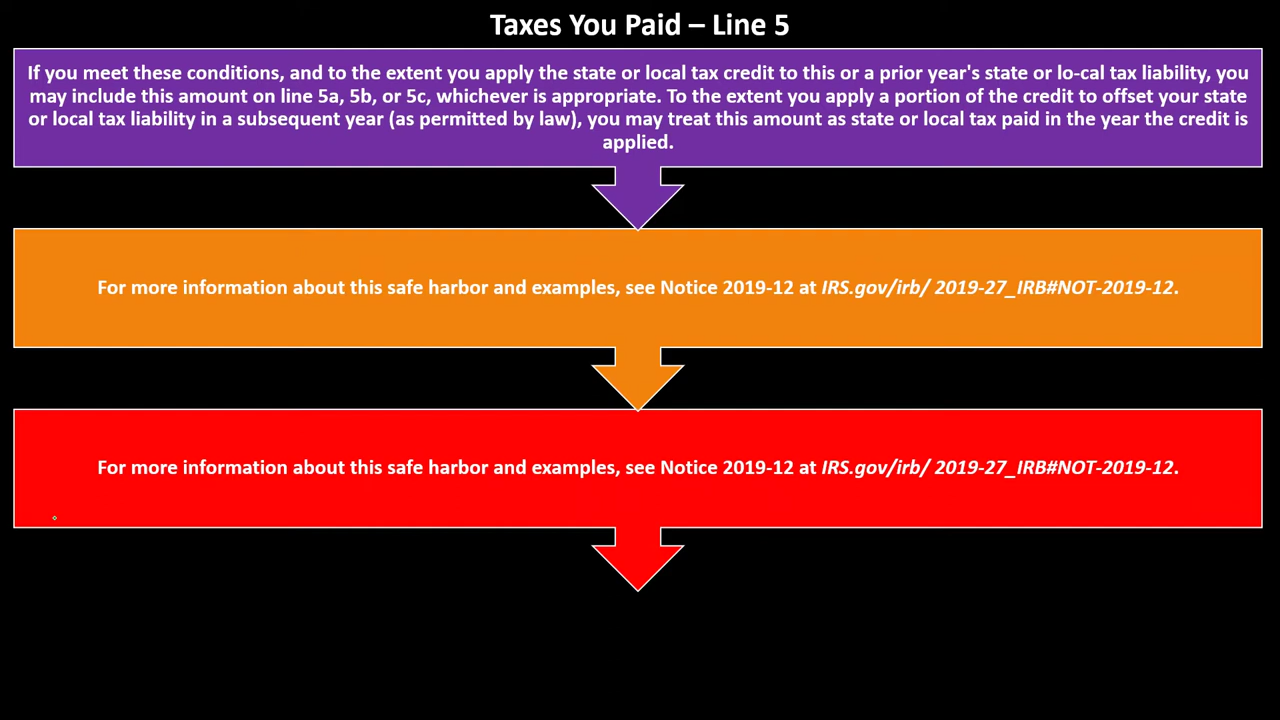 Taxes You Paid – Line 5
If you meet these conditions, and to the extent you apply the state or local tax credit to this or a prior year's state or lo-cal tax liability, you
may include this amount on line 5a, 5b, or 5c, whichever is appropriate. To the extent you apply a portion of the credit to offset your state
or local tax liability in a subsequent year (as permitted by law), you may treat this amount as state or local tax paid in the year the credit is
applied.
For more information about this safe harbor and examples, see Notice 2019-12 at IRS.gov/irb/ 2019-27_IRB#NOT-2019-12.
For more information about this safe harbor and examples, see Notice 2019-12 at IRS.gov/irb/ 2019-27_IRB#NOT-2019-12.